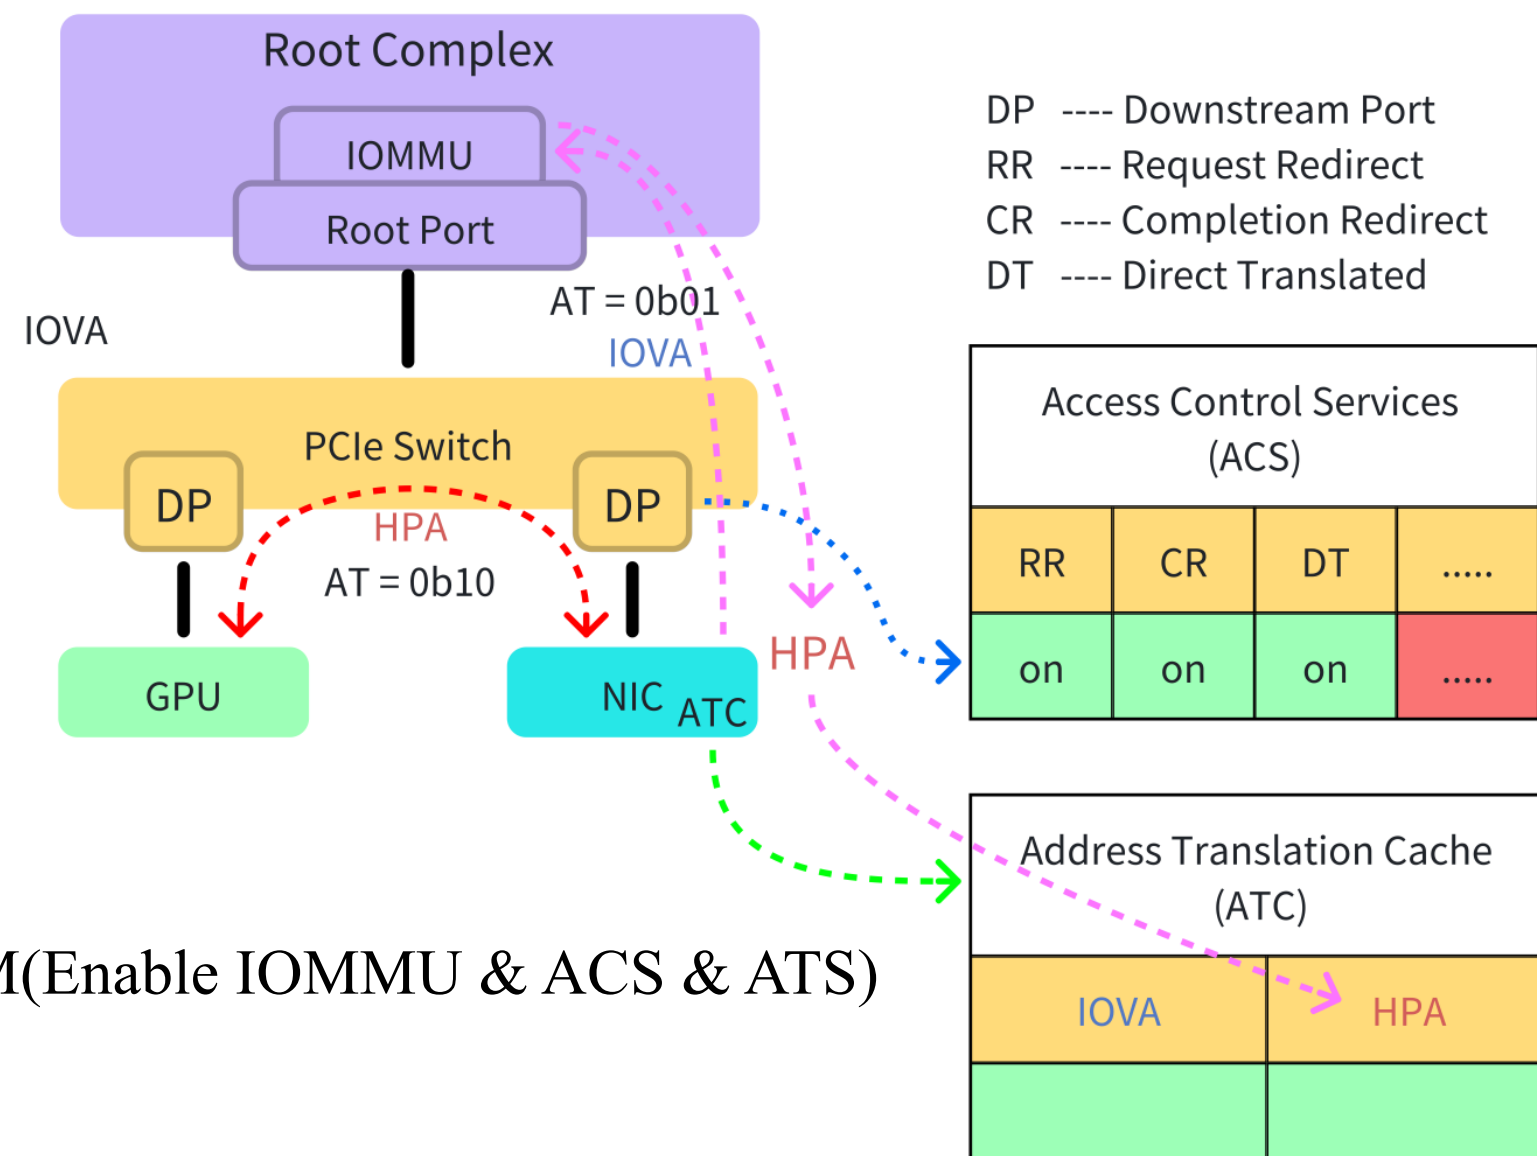 Root Complex
IOMMU
Root Port
DP ---- Downstream Port
RR ---- Request Redirect
CR ---- Completion Redirect
DT ---- Direct Translated
IOVA
AT = 0b01
IOVA
PCIe Switch
DP
DP
HPA
AT = 0b10
GPU
NIC
ATC
HPA
Access Control Services
(ACS)
RR CR DT .....
on on on .....
Address Translation Cache
(ATC)
IOVA HPA
M(Enable IOMMU & ACS & ATS)